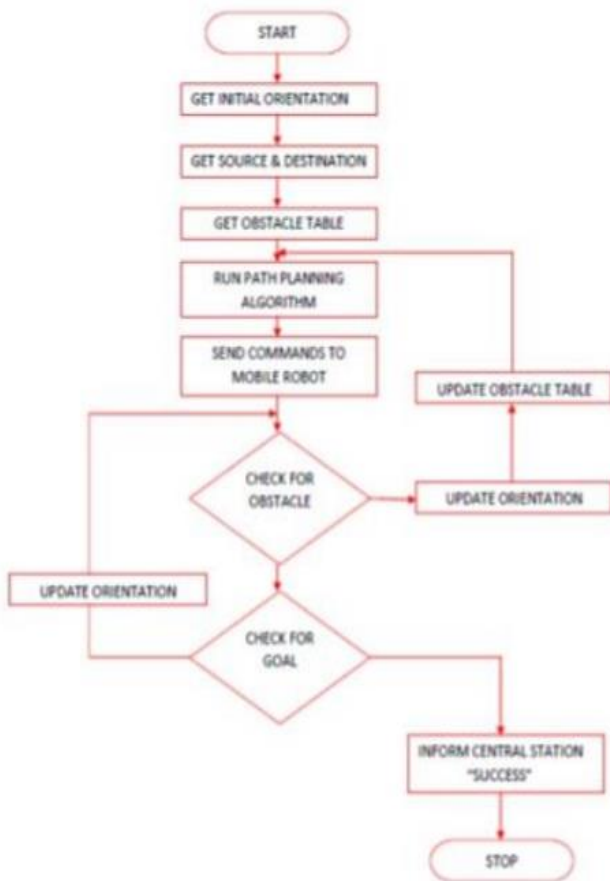 START
GET INITIAL ORIENTATION
GET SOURCE & DESTINATION
GET OBSTACLE TABLE
RUN PATH PLANNING
ALGORITHM
SEND COMMANDS TO
MOBILE ROBOT
UPDATE OBSTACLE TABLE
CHECK FOR
OBSTACLE
UPDATE ORIENTATION
UPDATE ORIENTATION
CHECK FOR
GOAL
INFORM CENTRAL STATION
"SUCCESS"
STOP